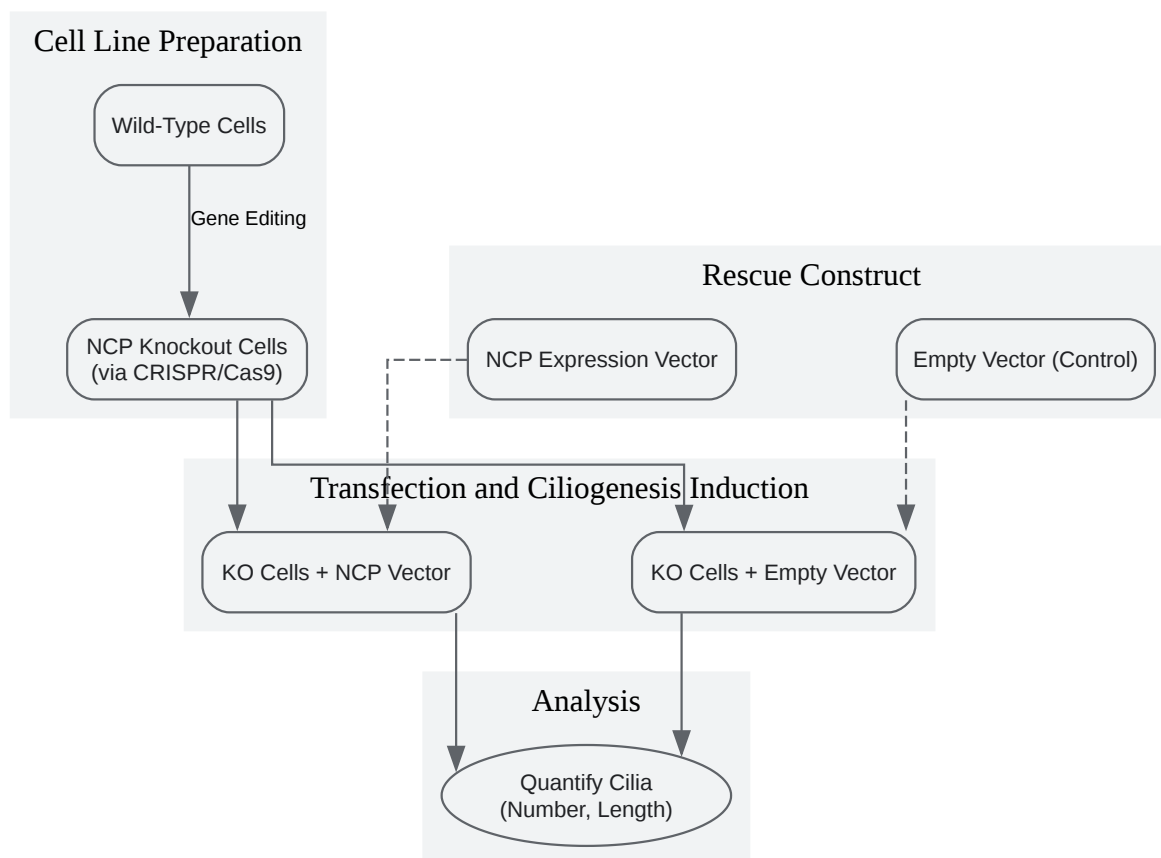 Cell Line Preparation
Wild-Type Cells
Gene Editing
Rescue Construct
NCP Knockout Cells
(via CRISPR/Cas9)
NCP Expression Vector
Empty Vector (Control)
Transfection and Ciliogenesis Induction
KO Cells + NCP Vector
KO Cells + Empty Vector
Analysis
Quantify Cilia
(Number, Length)